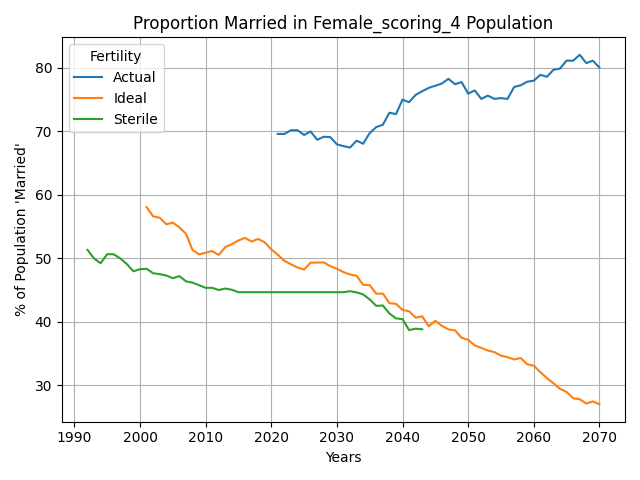 Proportion Married in Female_scoring_4 Population
Fertility
Actual
Ideal
Sterile
% of Population 'Married'
80
70
60
50
40
30
1990
2000
2010
2020
2030
2040
2050
2060
2070
Years